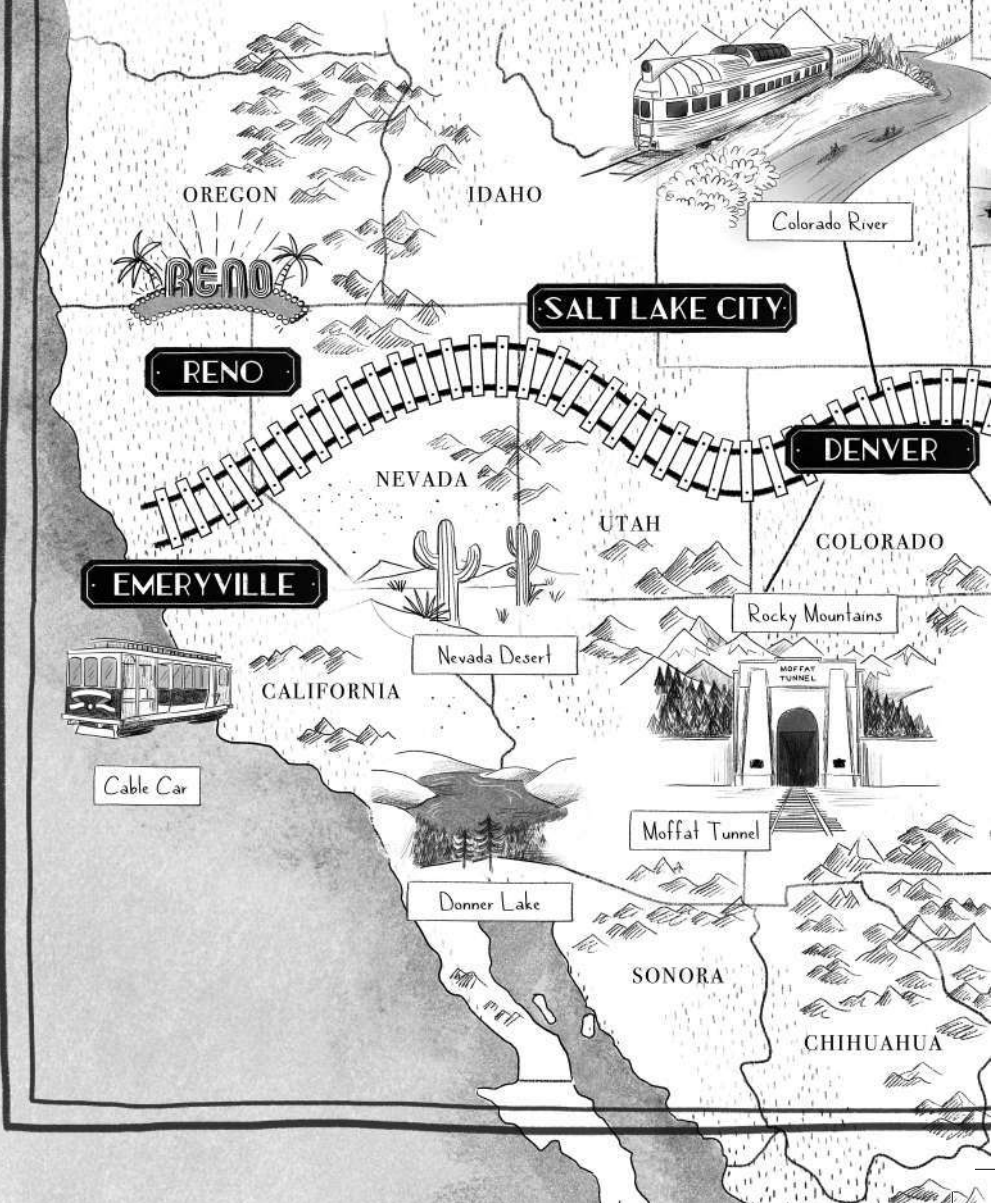 OREGON
IDAHO
Colorado River
RENO
SALT LAKE CITY
RENO
DENVER
NEVADA
UTAH
COLORADO
EMERYVILLE
Rocky Mountains
Nevada Desert
MOFFAT
TUNNEL
CALIFORNIA
Cable Car
Moffat Tunnel
Donner Lake
SONORA
CHIHUAHUA